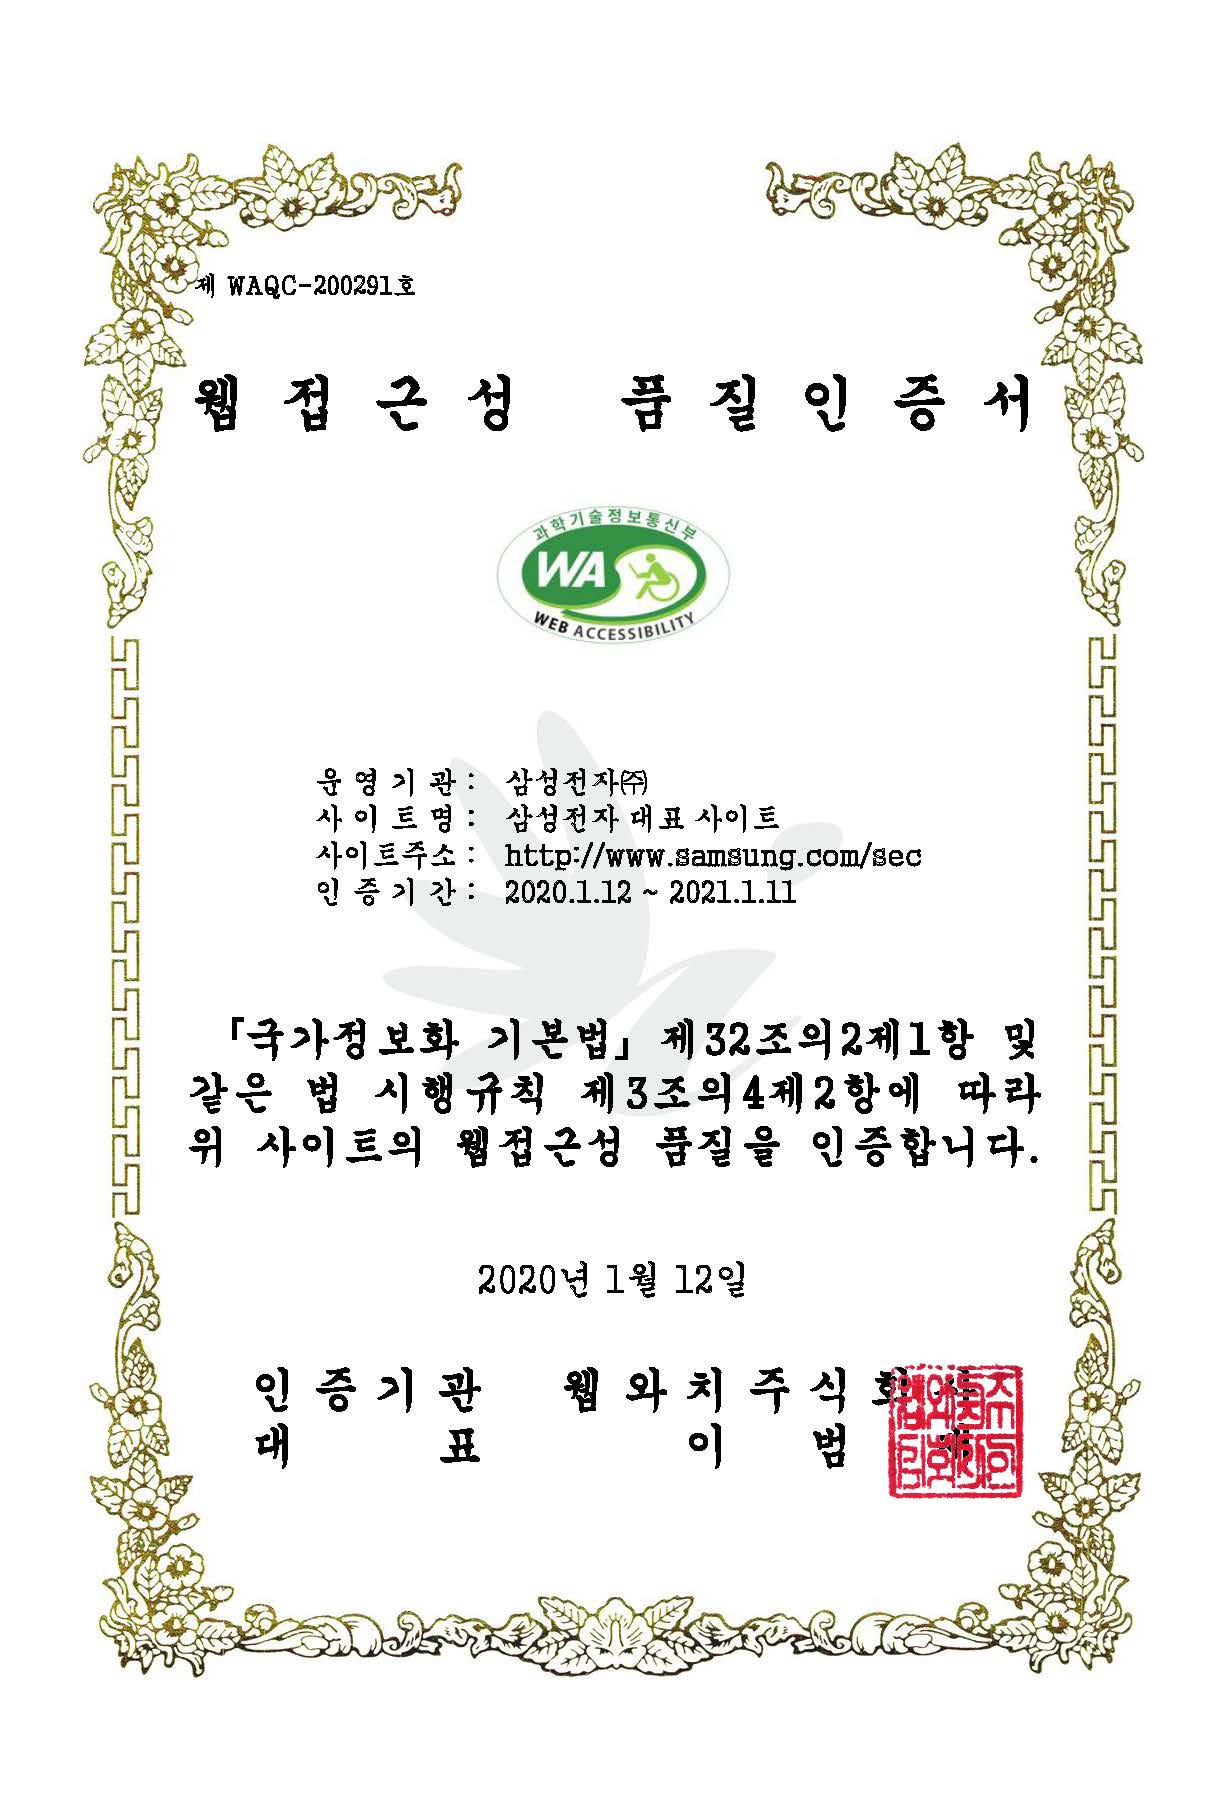 제 WAQC-200291호
웹접근성 품질인증서
과학기술정보통신부
WA
WEB ACCESSIBILITY
운영기관 : 삼성전자㈜
사이트명 : 삼성전자 대표 사이트
사이트주소 : http://www.samsung.com/sec
인증기간 : 2020.1.12 ~ 2021.1.11
「국가정보화 기본법」 제32조의2제1항 및
같은 법 시행규칙 제3조의4제2항에 따라
위 사이트의 웹접근성 품질을 인증합니다.
2020년 1월 12일
인증기관 웹와치주식회사
대표 이범